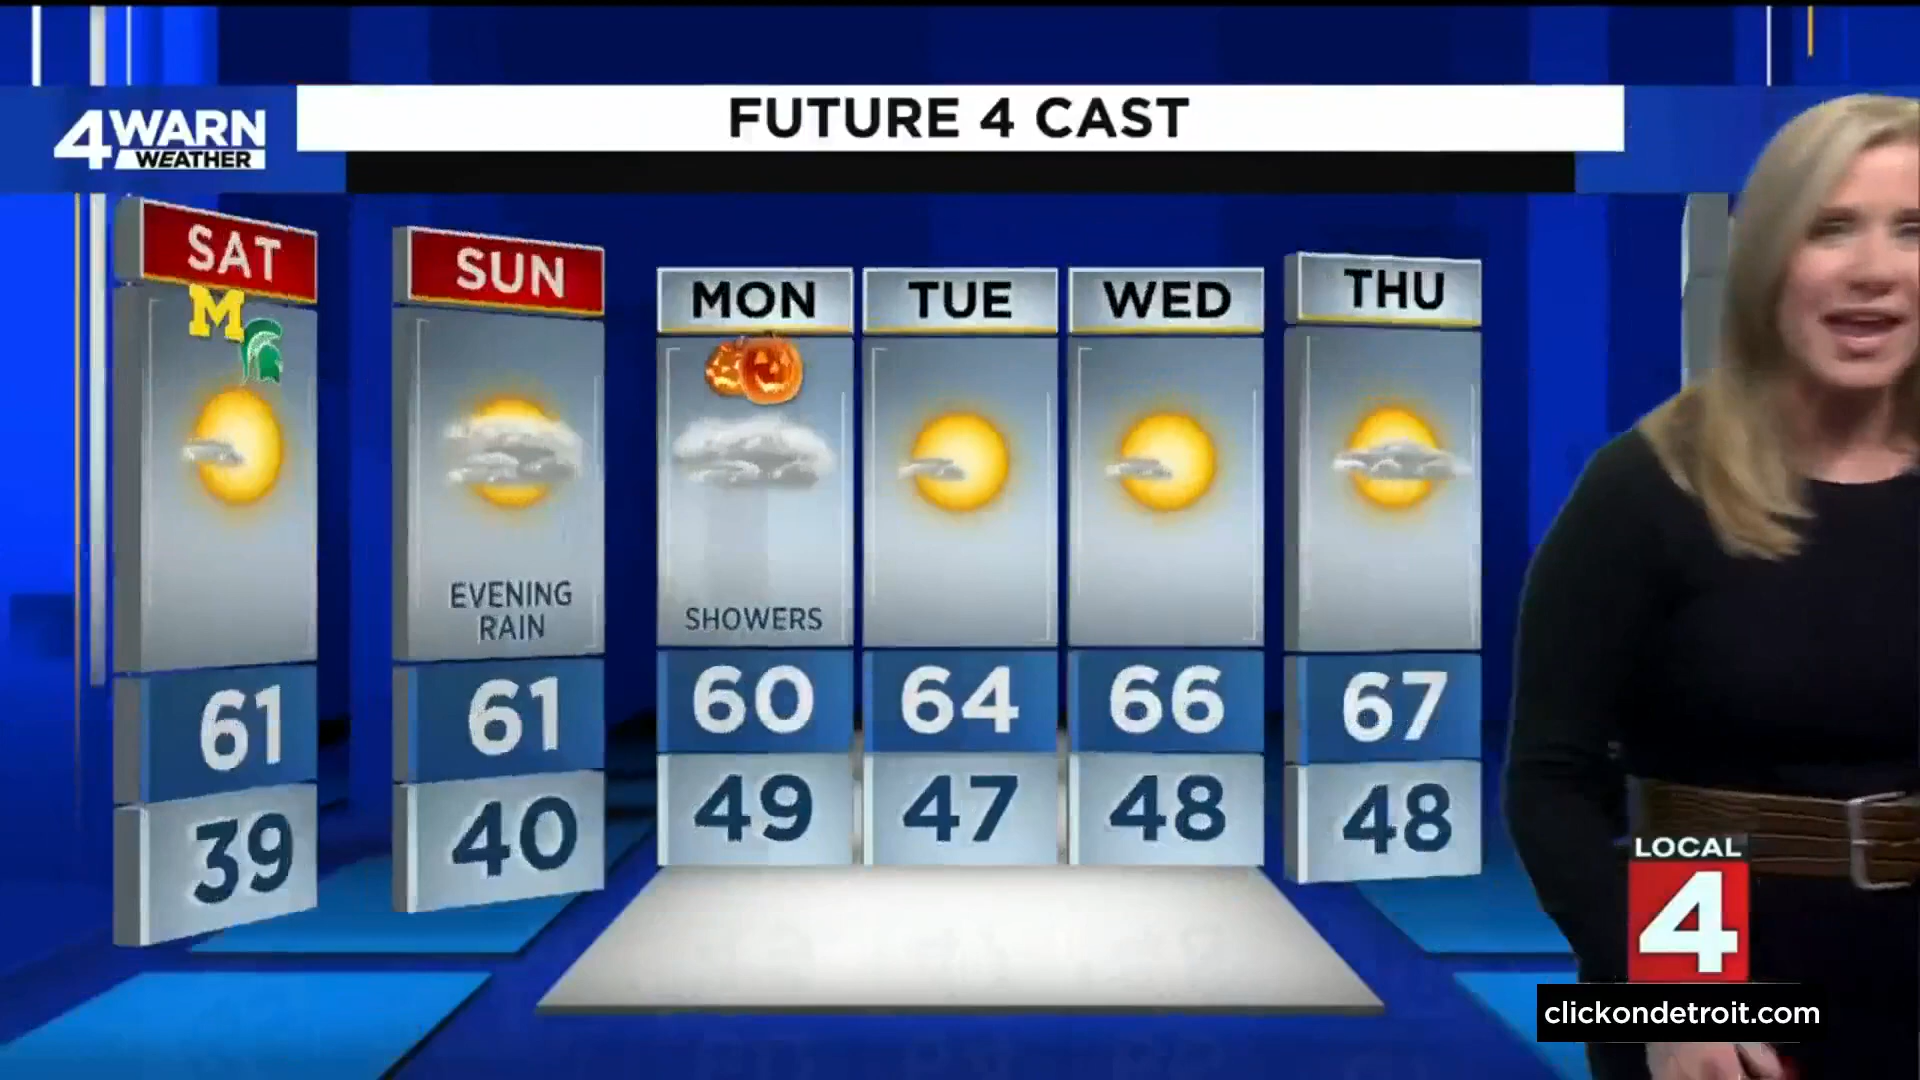 4WARN
WEATHER
FUTURE 4 CAST
SAT
M
61
39
SUN
EVENING
RAIN
61
40
MON
SHOWERS
60
49
TUE
64
47
WED
66
48
THU
67
48
LOCAL
4
clickondetroit.com